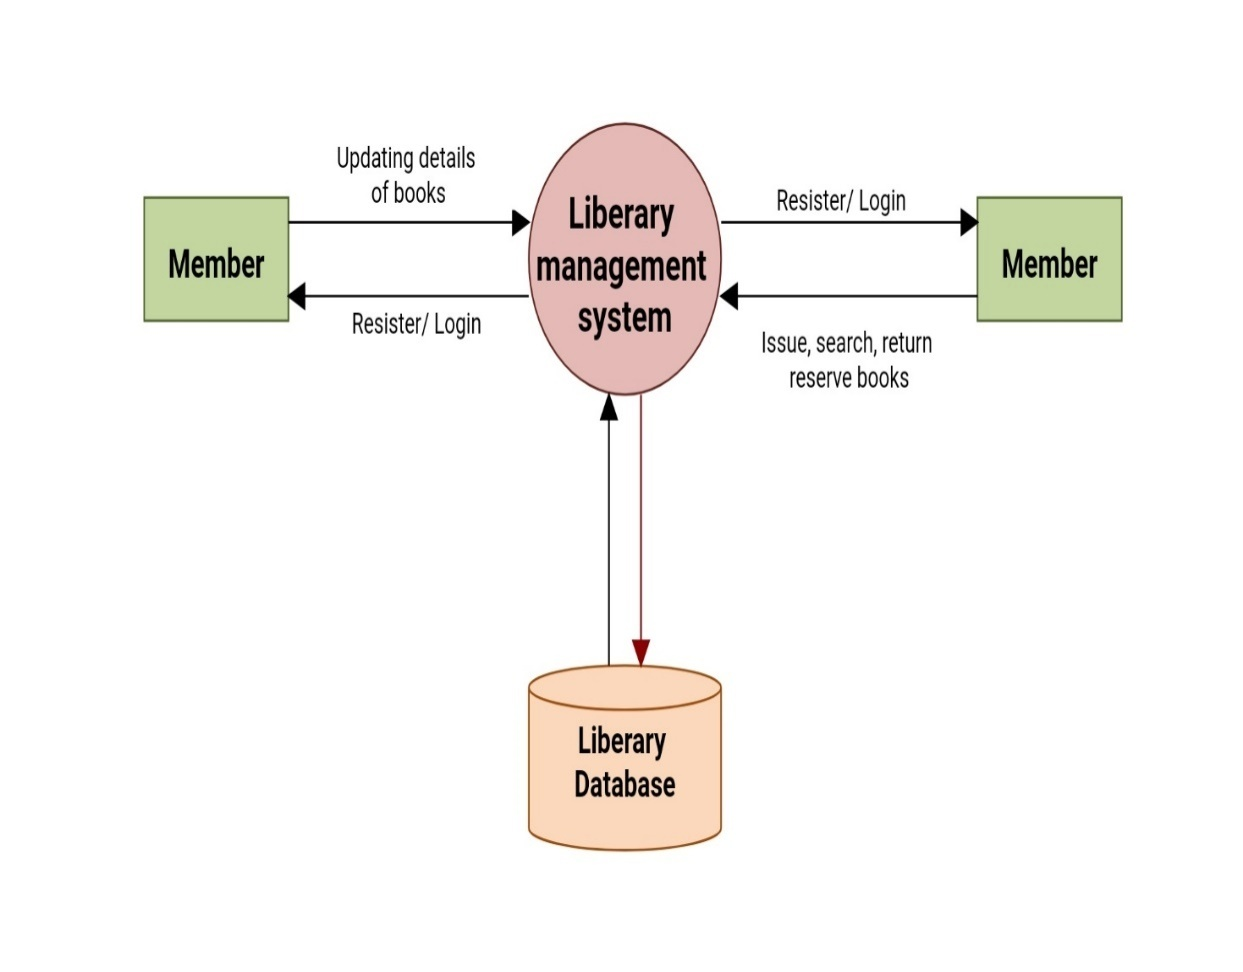 Updating details
of books
Member
Resister/ Login
Liberary
management
system
Resister/ Login
Member
Issue, search, return
reserve books
Liberary
Database